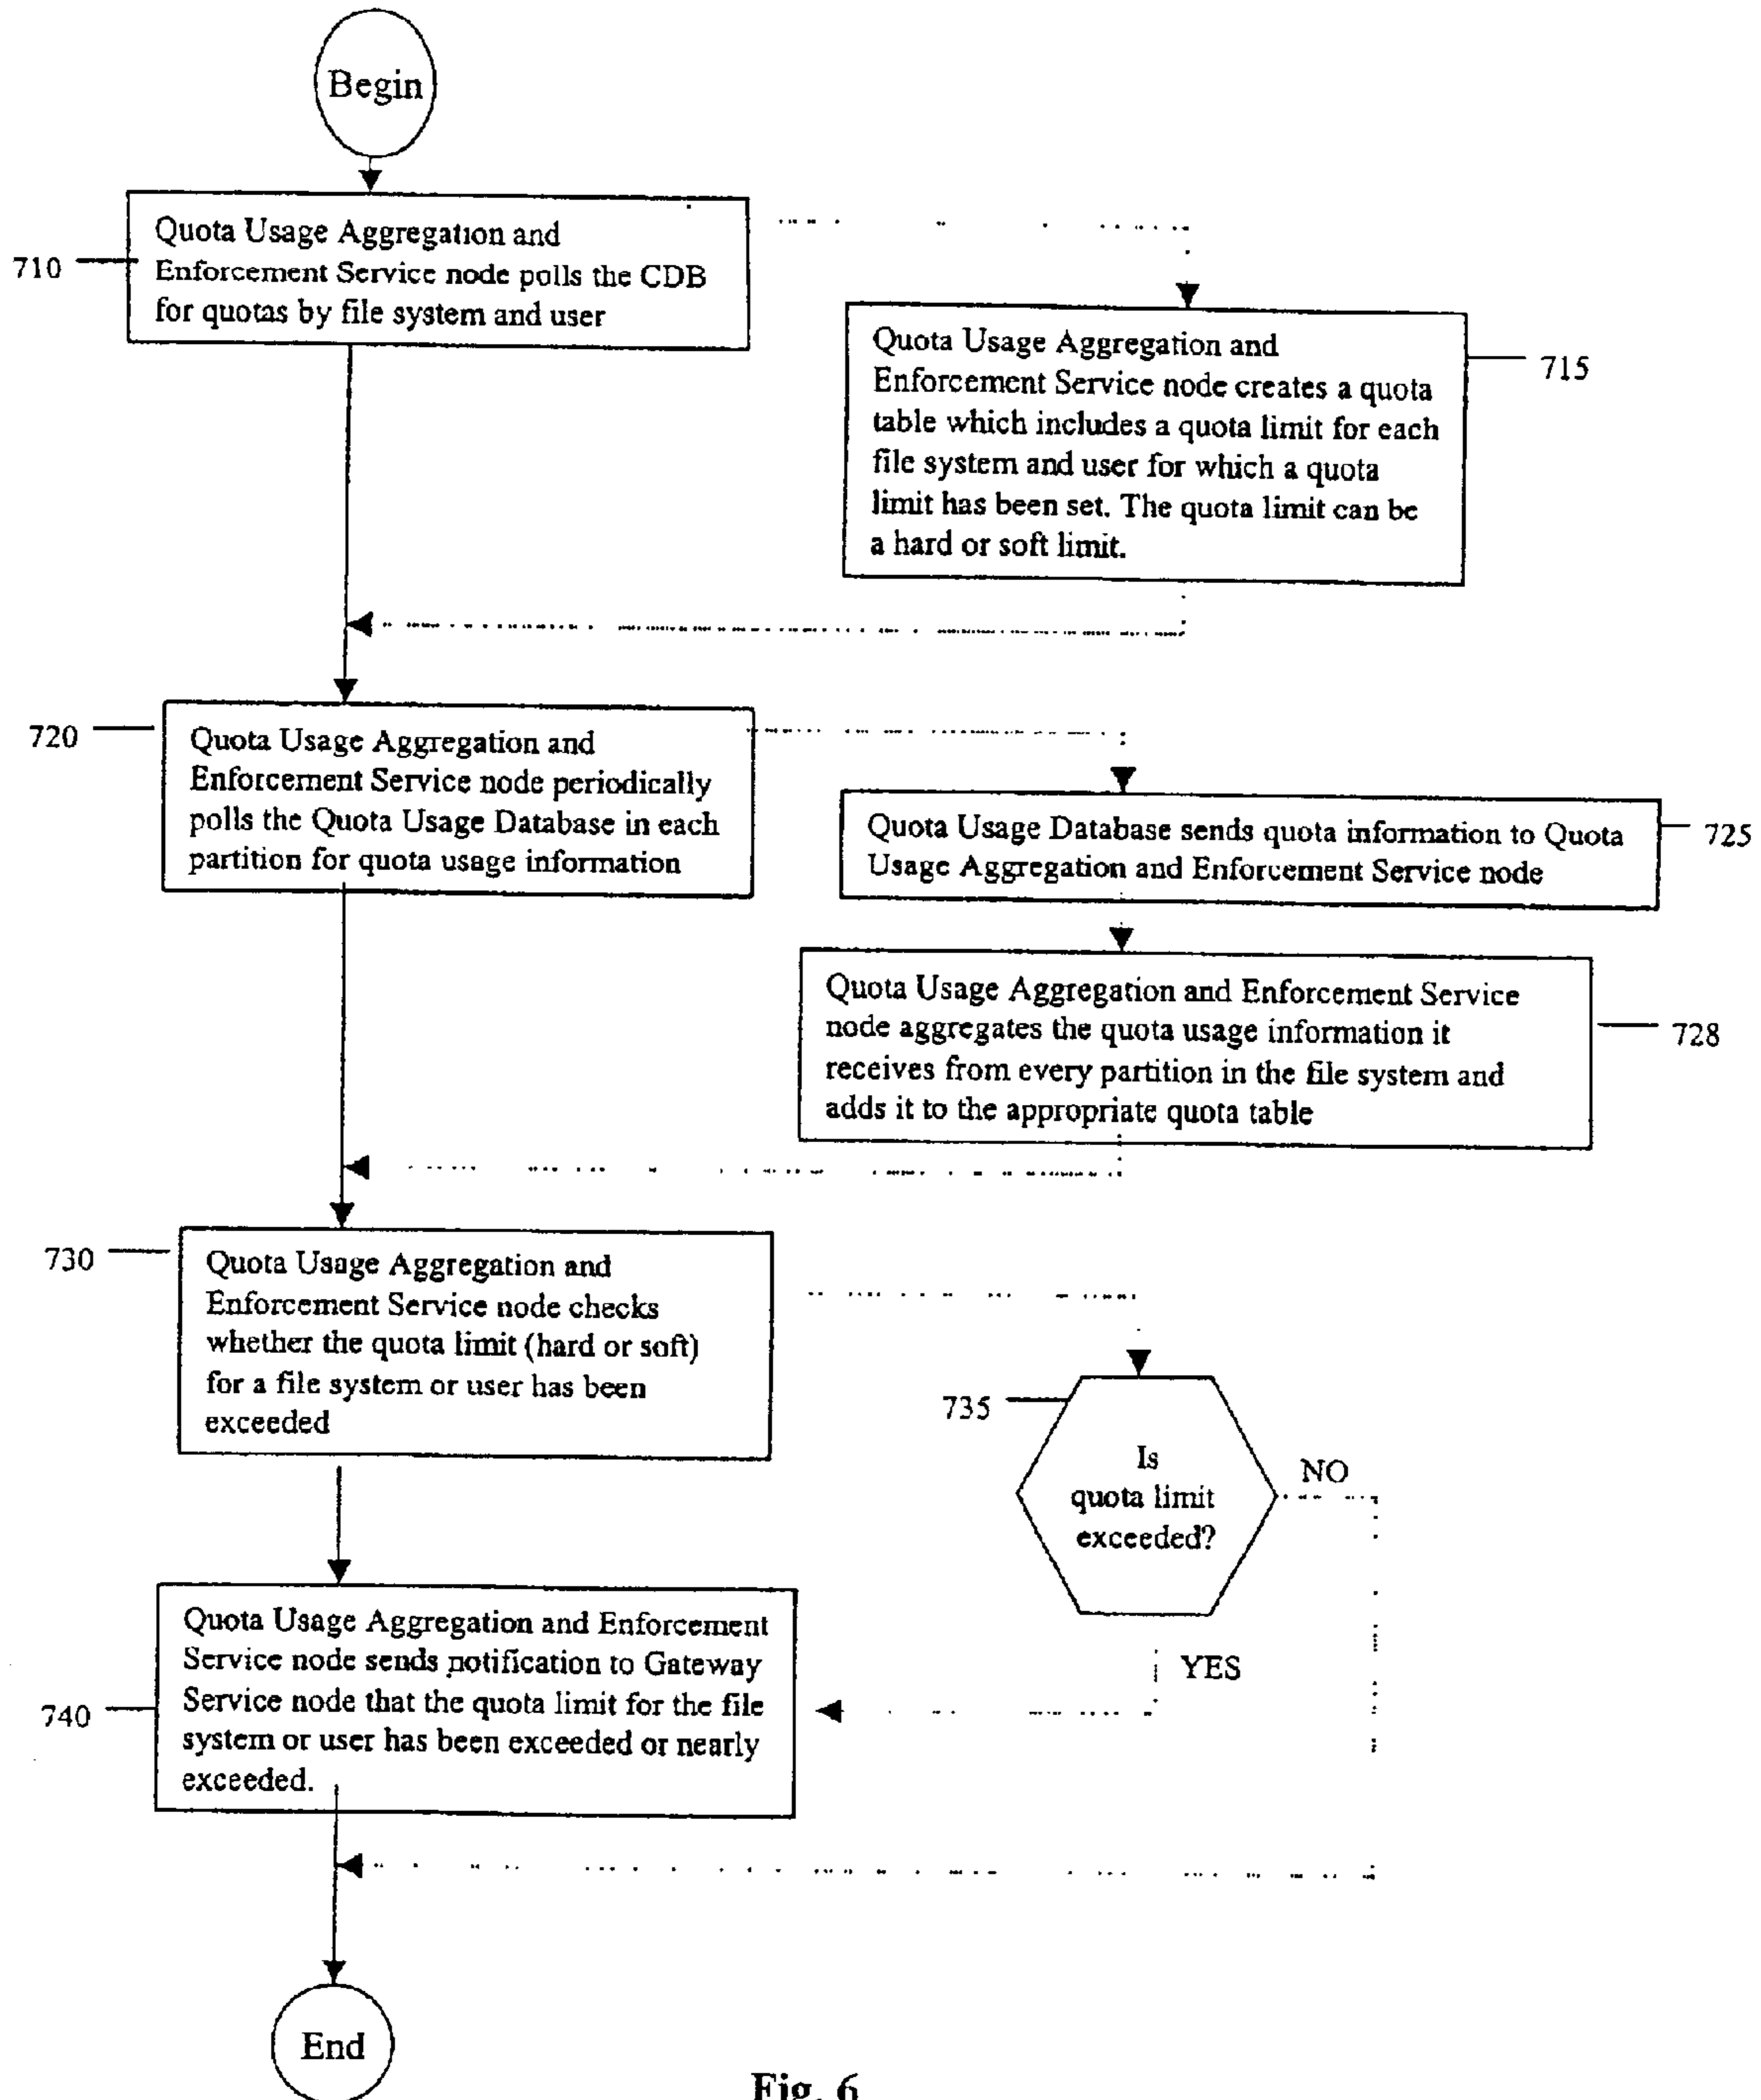 Begin
710
Quota Usage Aggregation and
Enforcement Service node polls the CDB
for quotas by file system and user
Quota Usage Aggregation and
Enforcement Service node creates a quota
table which includes a quota limit for each
file system and user for which a quota
limit has been set. The quota limit can be
a hard or soft limit.
715
720
Quota Usage Aggregation and
Enforcement Service node periodically
polls the Quota Usage Database in each
partition for quota usage information
Quota Usage Database sends quota information to Quota
Usage Aggregation and Enforcement Service node
725
Quota Usage Aggregation and Enforcement Service
node aggregates the quota usage information it
receives from every partition in the file system and
adds it to the appropriate quota table
728
730
Quota Usage Aggregation and
Enforcement Service node checks
whether the quota limit (hard or soft)
for a file system or user has been
exceeded
735
Is
quota limit
exceeded?
NO
YES
740
Quota Usage Aggregation and Enforcement
Service node sends notification to Gateway
Service node that the quota limit for the file
system or user has been exceeded or nearly
exceeded.
End
Fig. 6